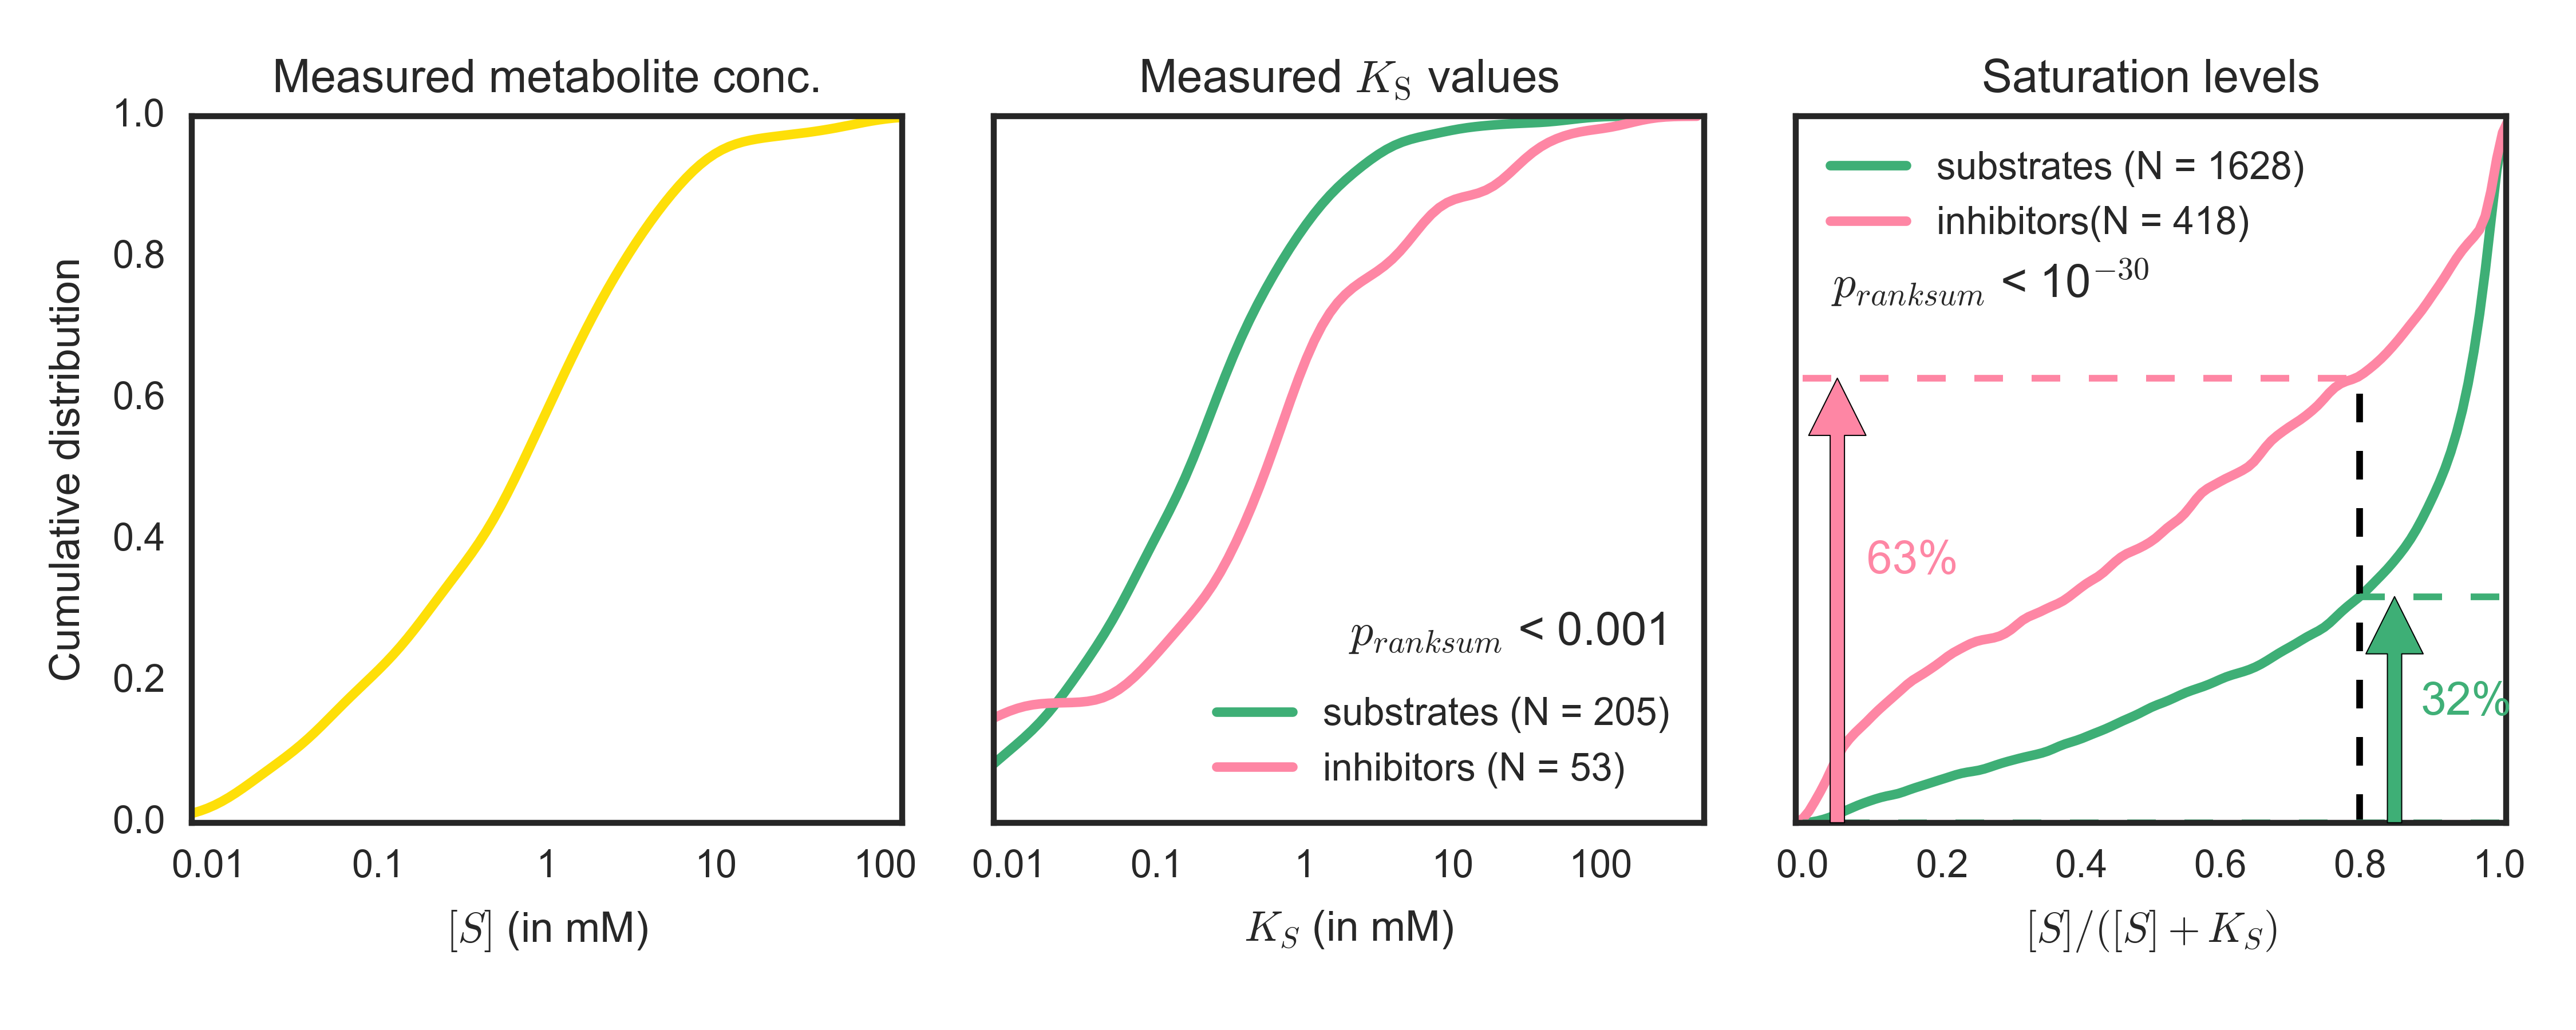 Measured metabolite conc.
Cumulative distribution
1.0
0.8
0.6
0.4
0.2
0.0
0.01 0.1 1 10 100
[S] (in mM)
Measured K_S values
p_ranksum < 0.001
substrates (N = 205)
inhibitors (N = 53)
0.01 0.1 1 10 100
K_S (in mM)
Saturation levels
substrates (N = 1628)
inhibitors(N = 418)
p_ranksum < 10^−30
63%
32%
0.0 0.2 0.4 0.6 0.8 1.0
[S]/([S] + K_S)